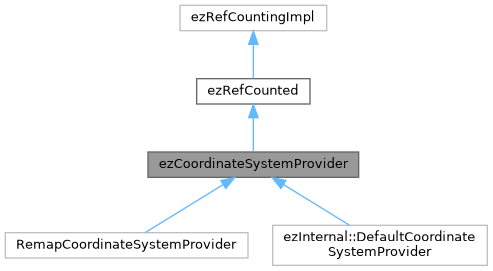 ezRefCountingImpl
ezRefCounted
ezCoordinateSystemProvider
RemapCoordinateSystemProvider
ezInternal::DefaultCoordinate
SystemProvider